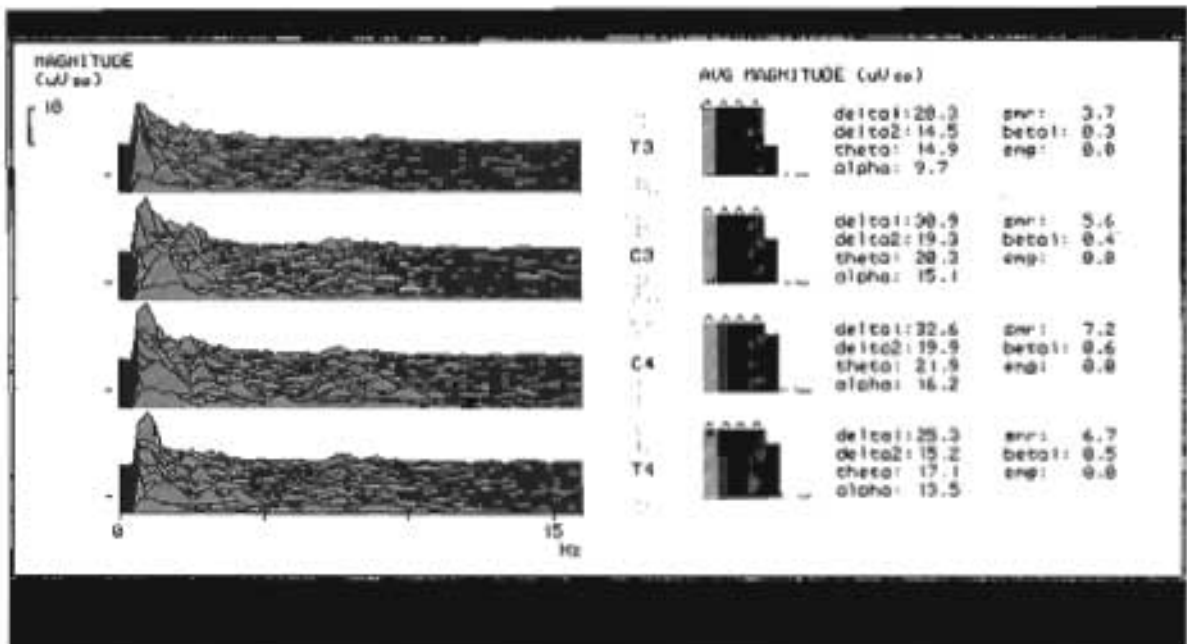 MAGNITUDE
(uV pp)
10
0
15
Hz
AVG MAGNITUDE (uV pp)
T3
delta1:20.3 smr: 3.7
delta2:14.5 beta1: 0.3
theta: 14.9 emg: 0.0
alpha: 9.7
C3
delta1:30.9 smr: 5.6
delta2:19.3 beta1: 0.4
theta: 20.3 emg: 0.0
alpha: 15.1
C4
delta1:32.6 smr: 7.2
delta2:19.9 beta1: 0.6
theta: 21.9 emg: 0.0
alpha: 16.2
T4
delta1:25.3 smr: 6.7
delta2:15.2 beta1: 0.5
theta: 17.1 emg: 0.0
alpha: 13.5